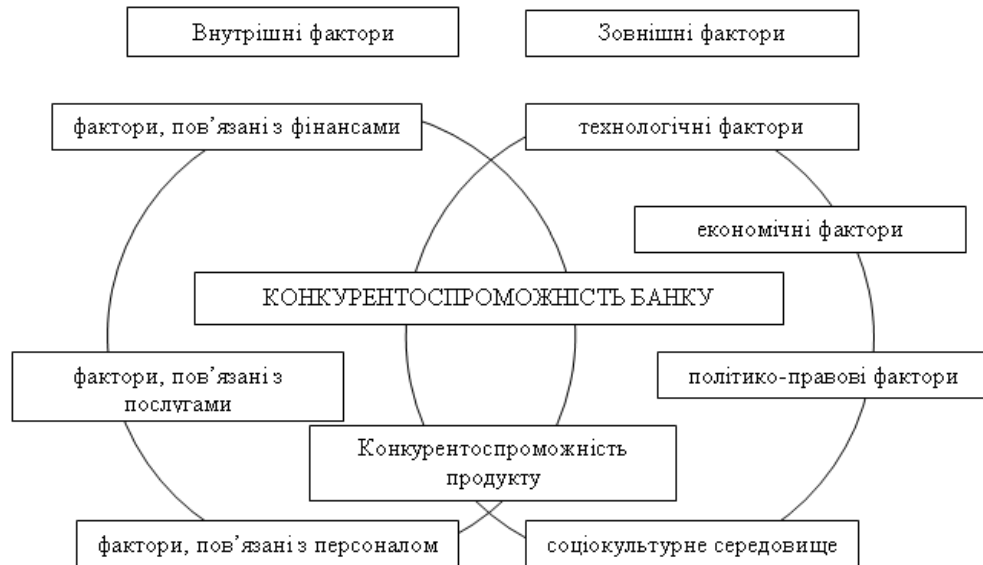 Внутрішні фактори
Зовнішні фактори
фактори, пов’язані з фінансами
технологічні фактори
економічні фактори
КОНКУРЕНТОСПРОМОЖНІСТЬ БАНКУ
фактори, пов’язані з
послугами
політико-правові фактори
Конкурентоспроможність
продукту
фактори, пов’язані з персоналом
соціокультурне середовище